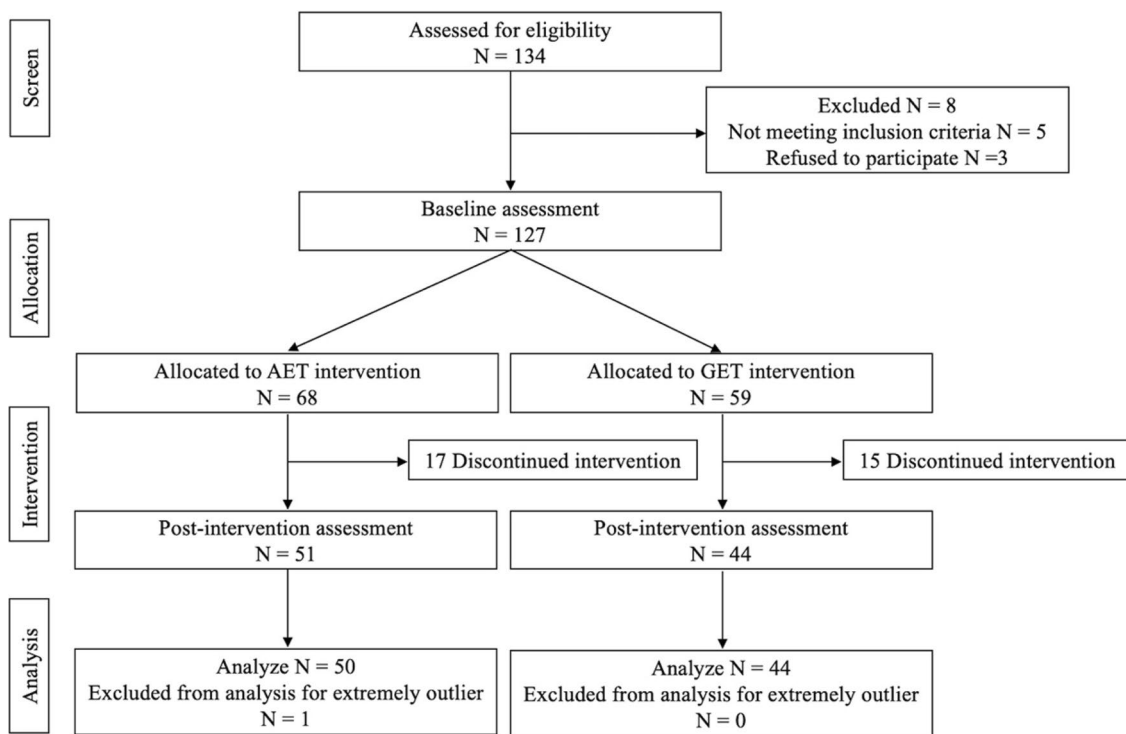 Screen
Assessed for eligibility
N = 134
Excluded N = 8
Not meeting inclusion criteria N = 5
Refused to participate N =3
Allocation
Baseline assessment
N = 127
Allocated to AET intervention
N = 68
Allocated to GET intervention
N = 59
Intervention
17 Discontinued intervention
15 Discontinued intervention
Post-intervention assessment
N = 51
Post-intervention assessment
N = 44
Analysis
Analyze N = 50
Excluded from analysis for extremely outlier
N = 1
Analyze N = 44
Excluded from analysis for extremely outlier
N = 0